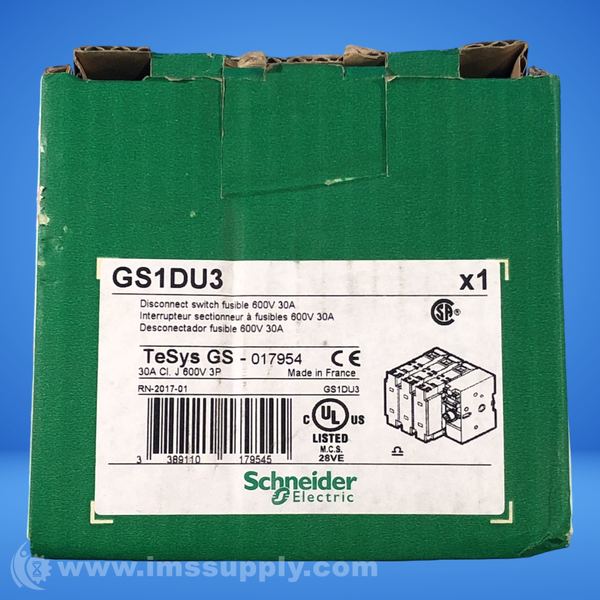 GS1DU3 x1
Disconnect switch fusible 600V 30A
Interrupteur sectionneur à fusibles 600V 30A
Desconectador fusible 600V 30A
TeSys GS - 017954 CE
30A Cl. J 600V 3P Made in France
RN-2017-01 GS1DU3
SA
C UL US
LISTED
M.C.S.
28VE
3 389110 179545
Schneider
Electric
www.imssupply.com